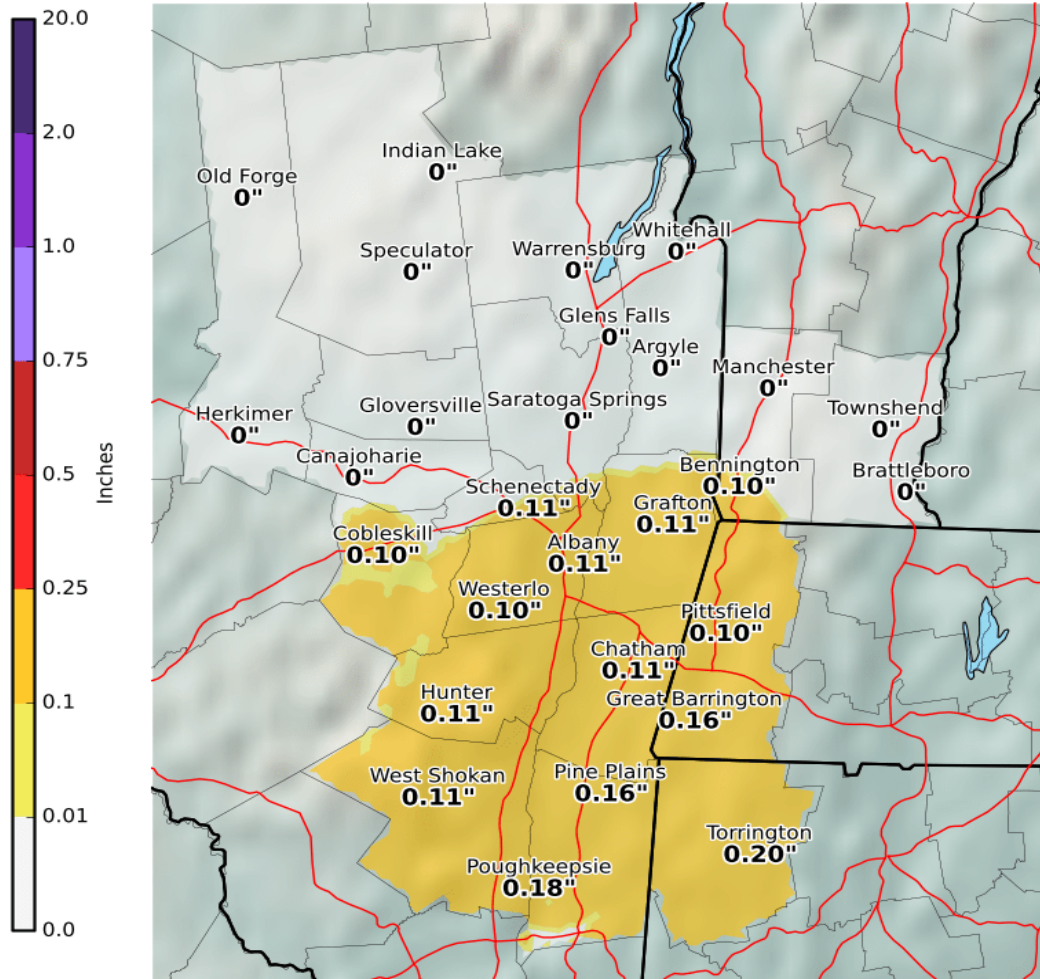 20.0
2.0
1.0
0.75
0.5
0.25
0.1
0.01
0.0
Inches
Indian Lake
0"
Old Forge
0"
Speculator
0"
Warrensburg
0"
Whitehall
0"
Glens Falls
0"
Argyle
0"
Manchester
0"
Townshend
0"
Herkimer
0"
Gloversville
0"
Saratoga Springs
0"
Canajoharie
0"
Schenectady
0.11"
Bennington
0.10"
Brattleboro
0"
Grafton
0.11"
Cobleskill
0.10"
Albany
0.11"
Westerlo
0.10"
Pittsfield
0.10"
Chatham
0.11"
Hunter
0.11"
Great Barrington
0.16"
West Shokan
0.11"
Pine Plains
0.16"
Torrington
0.20"
Poughkeepsie
0.18"